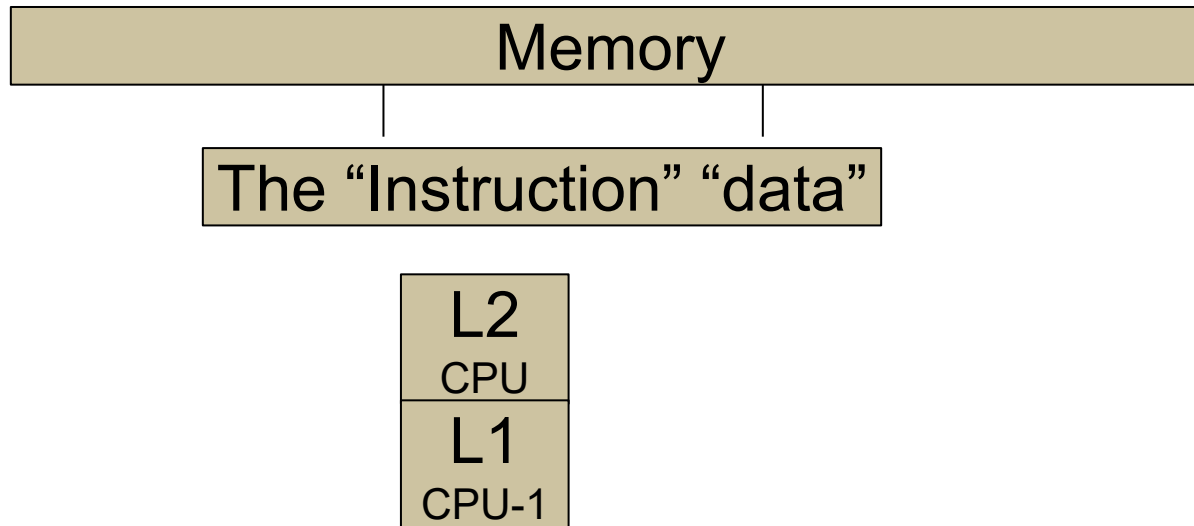 Memory
The “Instruction” “data”
L2
CPU
L1
CPU-1